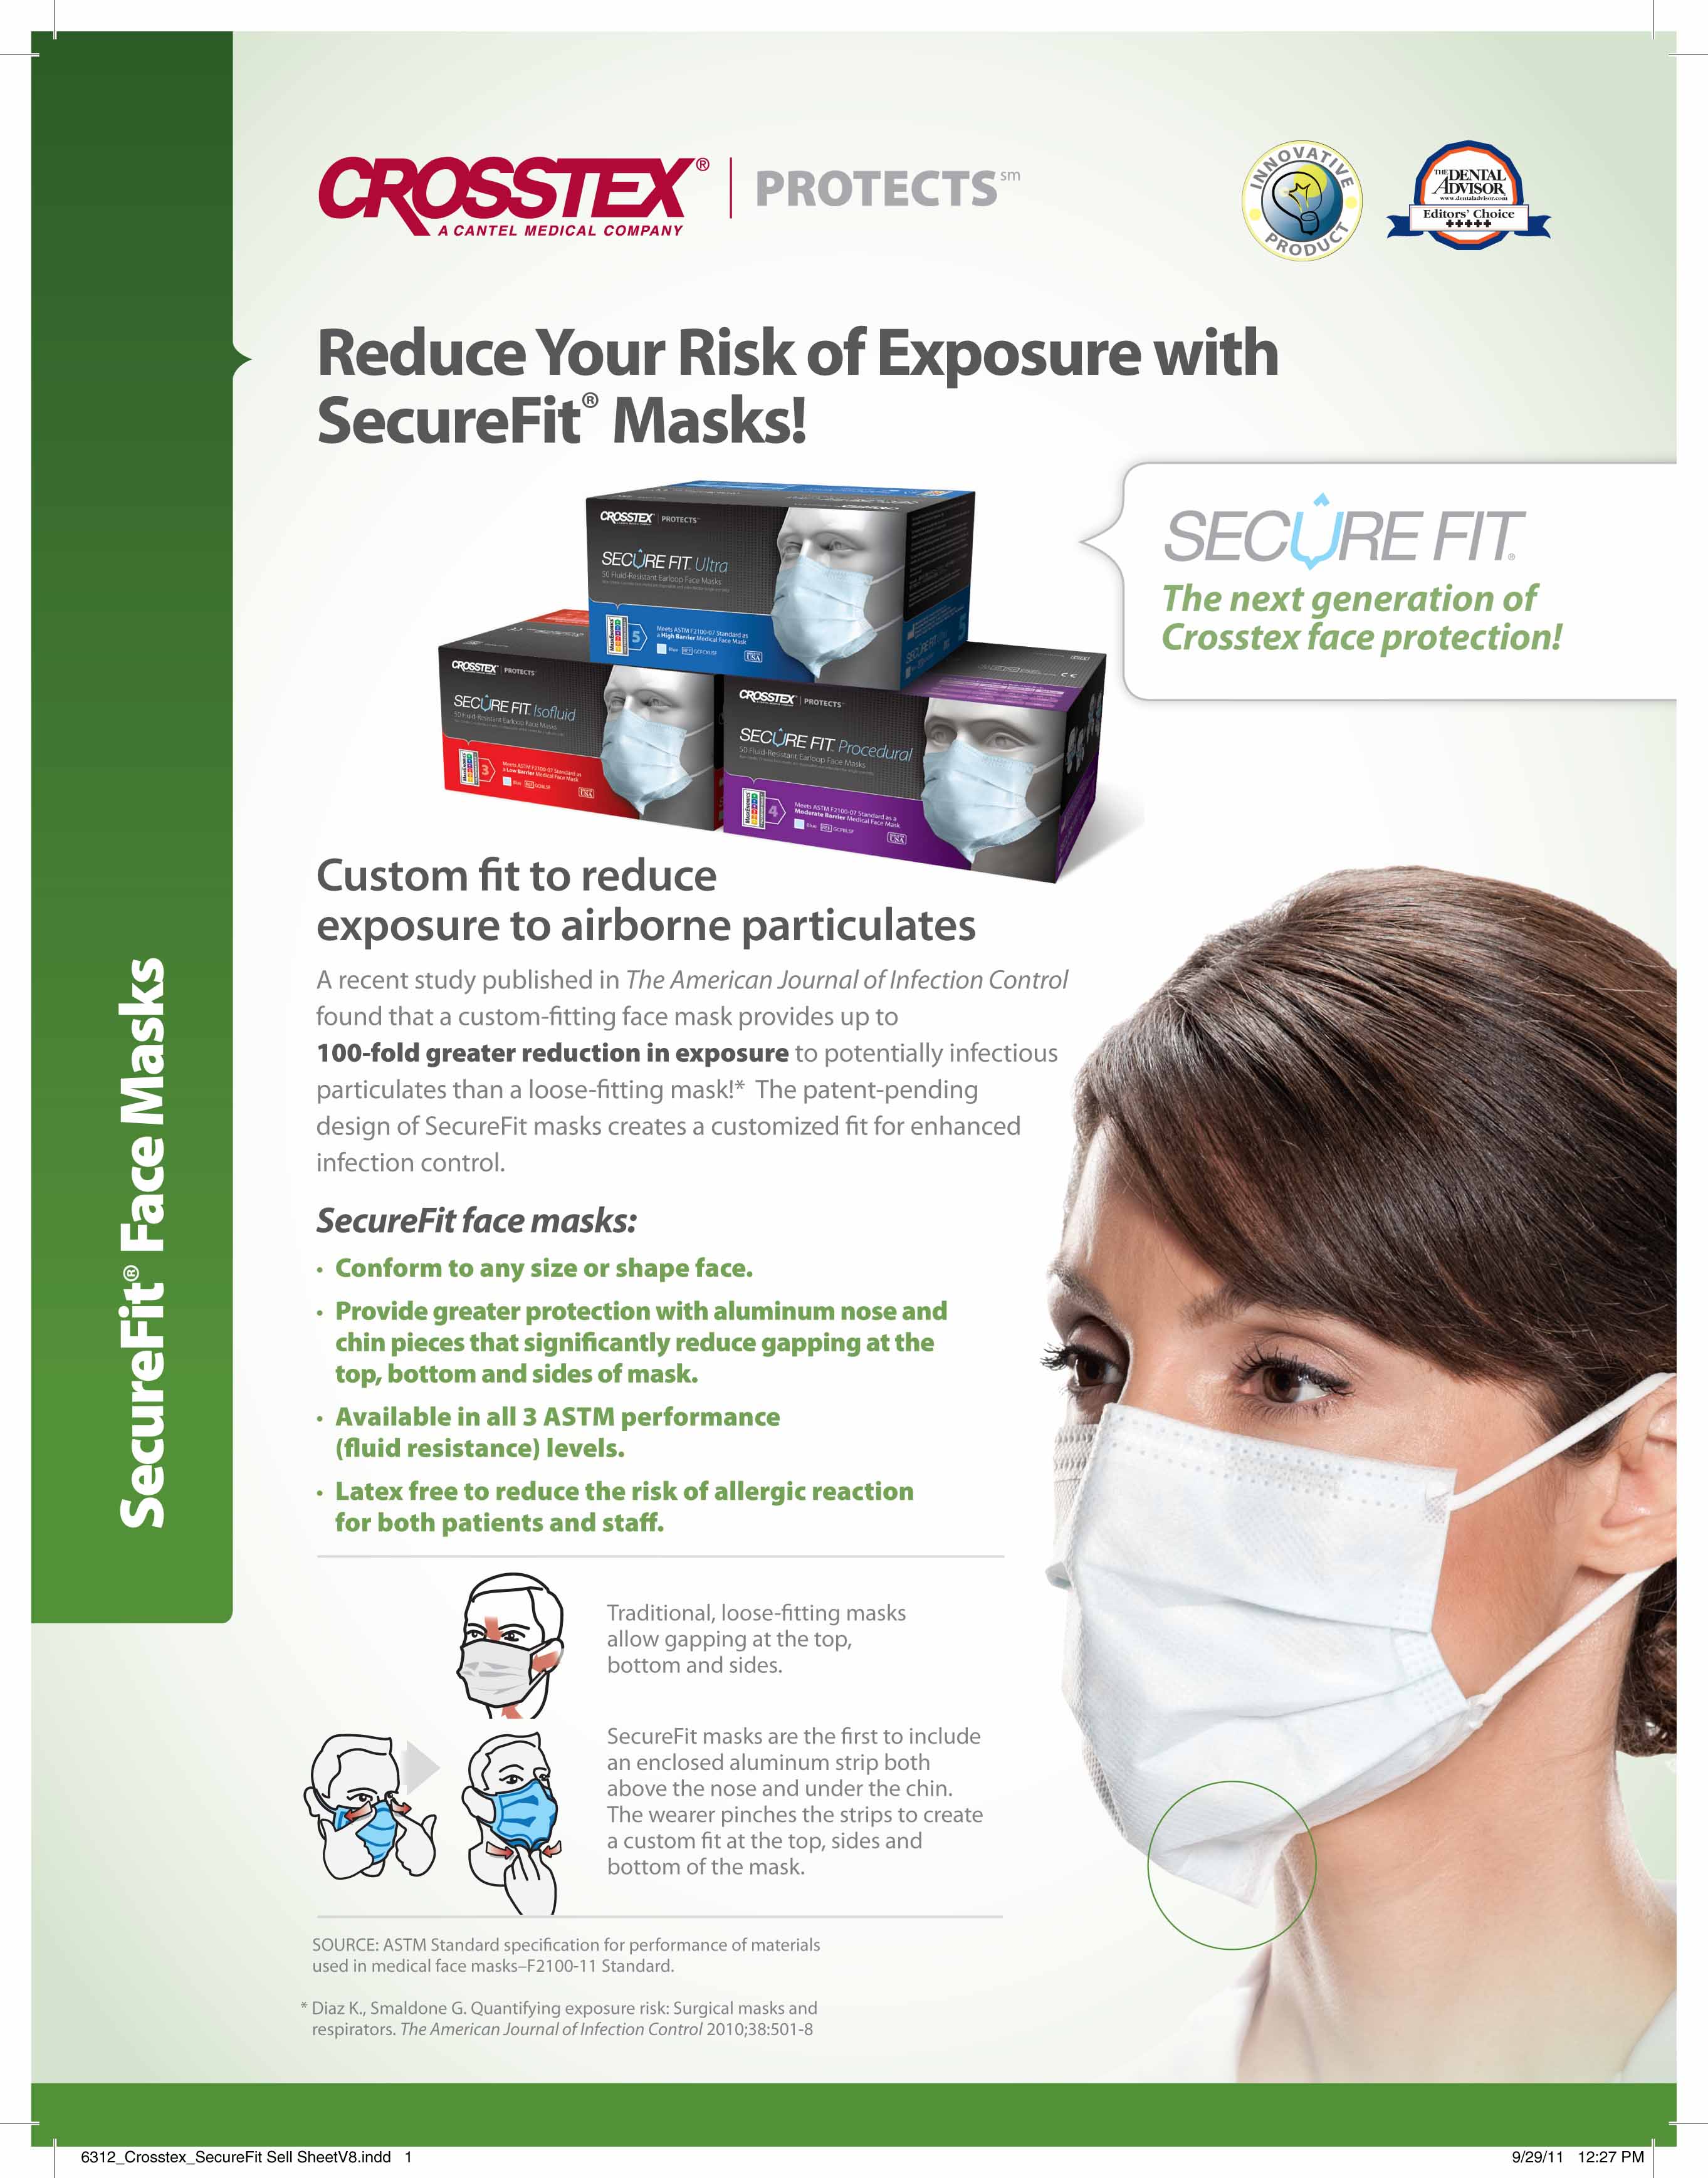 CROSSTEX®
A CANTEL MEDICAL COMPANY
PROTECTS sm
INNOVATIVE
PRODUCT
THE DENTAL
ADVISOR
www.dentaladvisor.com
Editors' Choice
+++++
Reduce Your Risk of Exposure with
SecureFit® Masks!
CROSSTEX PROTECTS
SECURE FIT. Ultra
50 Fluid-Resistant Earloop Face Masks
5
Meets ASTM F2100-07 Standard as
a High Barrier Medical Face Mask
Blue
USA
CROSSTEX PROTECTS
SECURE FIT. Isofluid
50 Fluid-Resistant Earloop Face Masks
3
Meets ASTM F2100-07 Standard as
a Low Barrier Medical Face Mask
Blue
USA
CROSSTEX PROTECTS
SECURE FIT. Procedural
50 Fluid-Resistant Earloop Face Masks
4
Meets ASTM F2100-07 Standard as a
Moderate Barrier Medical Face Mask
Blue REF GCPBLSF
USA
SECURE FIT®
The next generation of
Crosstex face protection!
Custom fit to reduce
exposure to airborne particulates
A recent study published in The American Journal of Infection Control
found that a custom-fitting face mask provides up to
100-fold greater reduction in exposure to potentially infectious
particulates than a loose-fitting mask!* The patent-pending
design of SecureFit masks creates a customized fit for enhanced
infection control.
SecureFit face masks:
• Conform to any size or shape face.
• Provide greater protection with aluminum nose and
chin pieces that significantly reduce gapping at the
top, bottom and sides of mask.
• Available in all 3 ASTM performance
(fluid resistance) levels.
• Latex free to reduce the risk of allergic reaction
for both patients and staff.
Traditional, loose-fitting masks
allow gapping at the top,
bottom and sides.
SecureFit masks are the first to include
an enclosed aluminum strip both
above the nose and under the chin.
The wearer pinches the strips to create
a custom fit at the top, sides and
bottom of the mask.
SOURCE: ASTM Standard specification for performance of materials
used in medical face masks–F2100-11 Standard.
* Diaz K., Smaldone G. Quantifying exposure risk: Surgical masks and
respirators. The American Journal of Infection Control 2010;38:501-8
SecureFit® Face Masks
6312_Crosstex_SecureFit Sell SheetV8.indd 1
9/29/11 12:27 PM